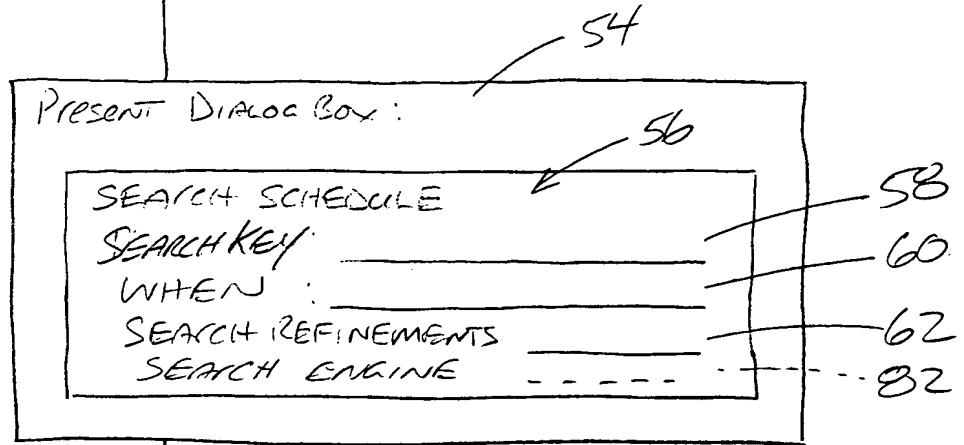 54
Present Dialog Box:
56
SEARCH SCHEDULE
58
SEARCH KEY:
60
WHEN:
SEARCH REFINEMENTS
62
SEARCH ENGINE
82